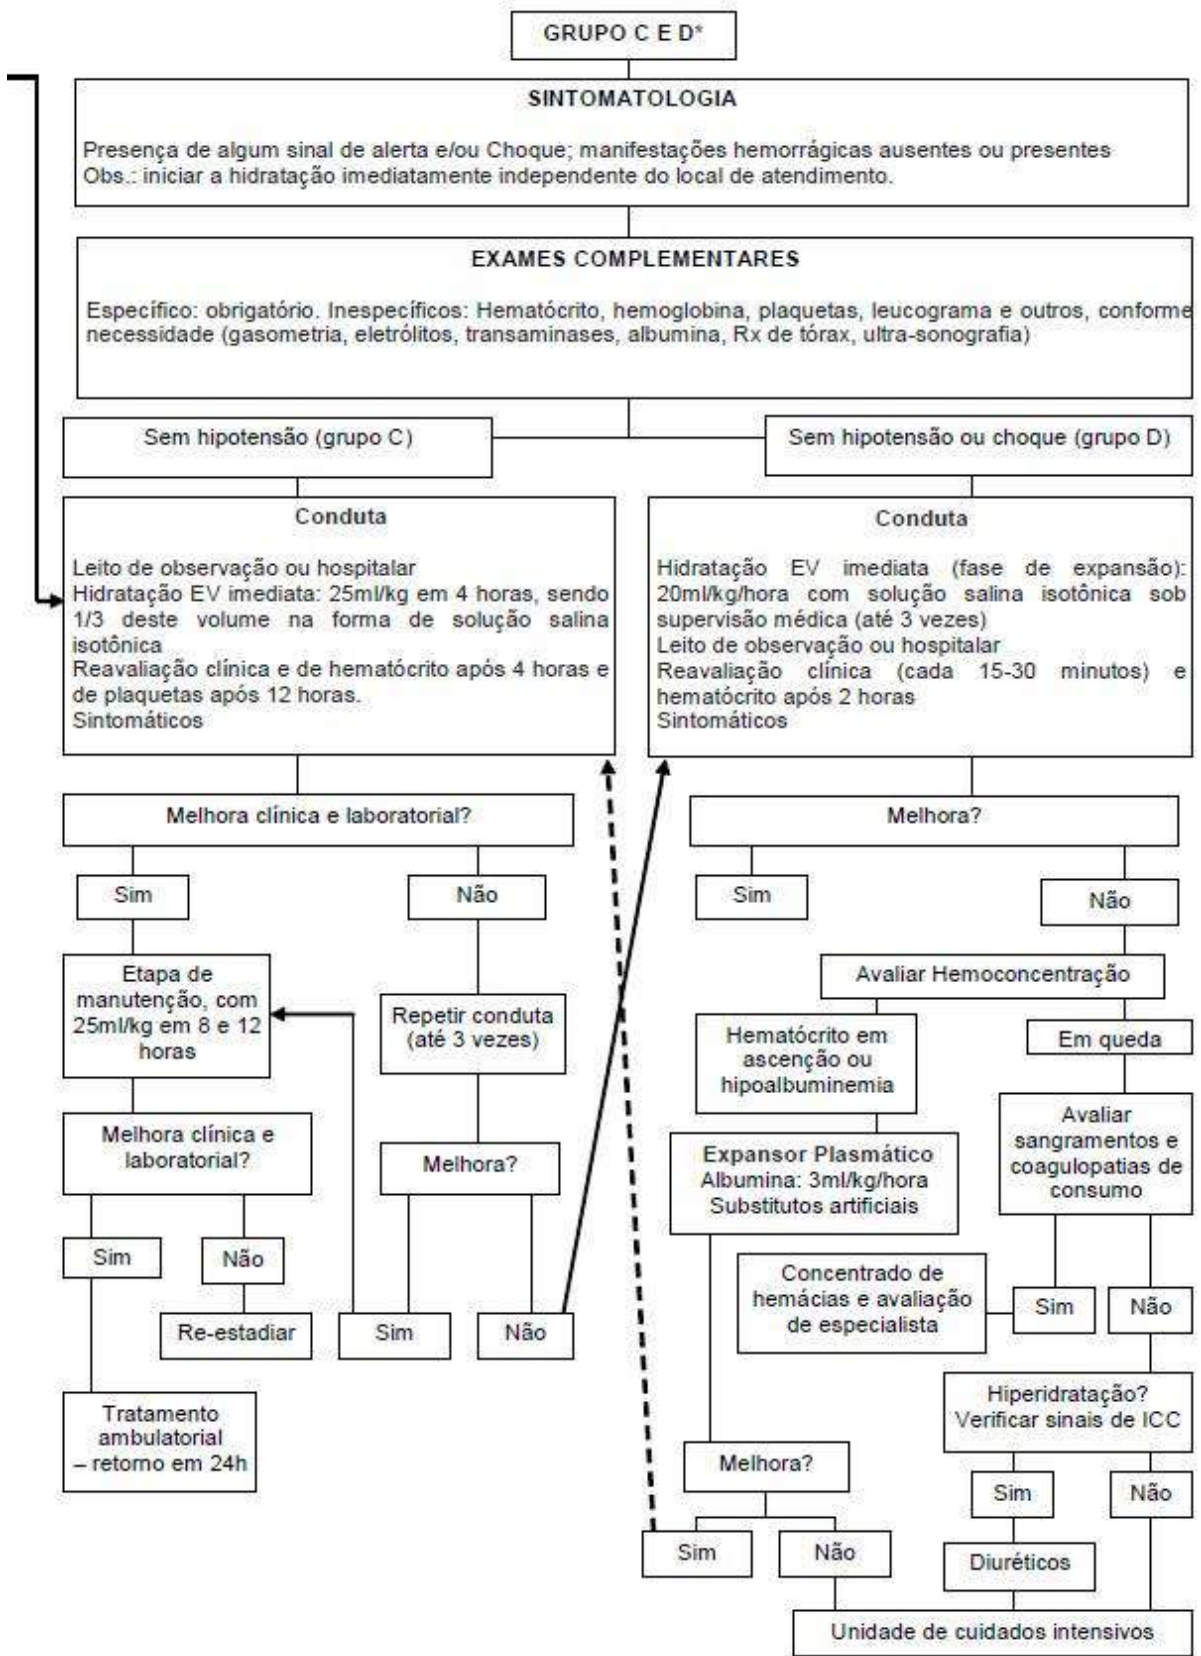 GRUPO C E D*
SINTOMATOLOGIA
Presença de algum sinal de alerta e/ou Choque; manifestações hemorrágicas ausentes ou presentes
Obs.: iniciar a hidratação imediatamente independente do local de atendimento.
EXAMES COMPLEMENTARES
Específico: obrigatório. Inespecíficos: Hematócrito, hemoglobina, plaquetas, leucograma e outros, conforme
necessidade (gasometria, eletrólitos, transaminases, albumina, Rx de tórax, ultra-sonografia)
Sem hipotensão (grupo C)
Sem hipotensão ou choque (grupo D)
Conduta
Leito de observação ou hospitalar
Hidratação EV imediata: 25ml/kg em 4 horas, sendo
1/3 deste volume na forma de solução salina
isotônica
Reavaliação clínica e de hematócrito após 4 horas e
de plaquetas após 12 horas.
Sintomáticos
Conduta
Hidratação EV imediata (fase de expansão):
20ml/kg/hora com solução salina isotônica sob
supervisão médica (até 3 vezes)
Leito de observação ou hospitalar
Reavaliação clínica (cada 15-30 minutos) e
hematócrito após 2 horas
Sintomáticos
Melhora clínica e laboratorial?
Sim
Não
Etapa de
manutenção, com
25ml/kg em 8 e 12
horas
Repetir conduta
(até 3 vezes)
Melhora clínica e
laboratorial?
Melhora?
Sim
Não
Re-estadiar
Sim
Não
Tratamento
ambulatorial
– retorno em 24h
Melhora?
Sim
Não
Avaliar Hemoconcentração
Hematócrito em
ascenção ou
hipoalbuminemia
Em queda
Expansor Plasmático
Albumina: 3ml/kg/hora
Substitutos artificiais
Avaliar
sangramentos e
coagulopatias de
consumo
Concentrado de
hemácias e avaliação
de especialista
Sim
Não
Hiperidratação?
Verificar sinais de ICC
Melhora?
Sim
Não
Sim
Não
Diuréticos
Unidade de cuidados intensivos